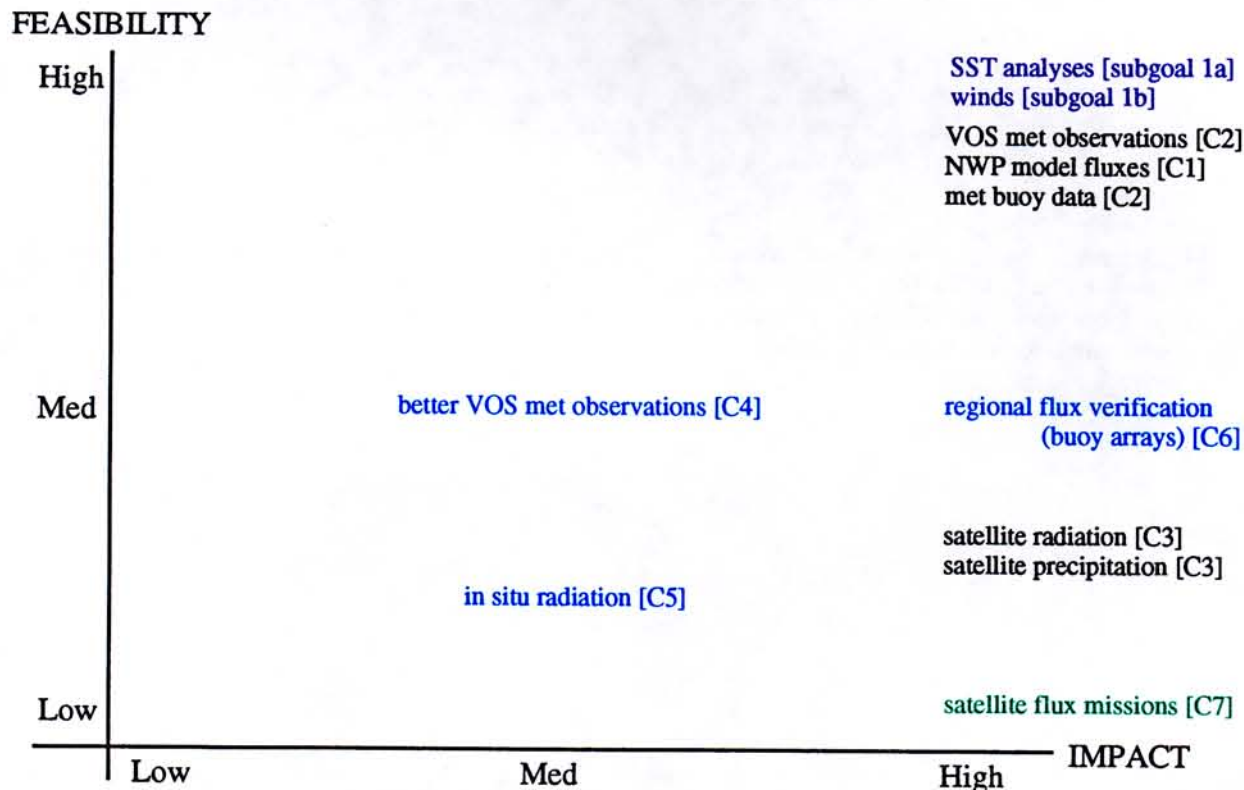 FEASIBILITY
High
SST analyses [subgoal 1a]
winds [subgoal 1b]
VOS met observations [C2]
NWP model fluxes [C1]
met buoy data [C2]
Med
better VOS met observations [C4]
regional flux verification
(buoy arrays) [C6]
satellite radiation [C3]
satellite precipitation [C3]
in situ radiation [C5]
Low
satellite flux missions [C7]
IMPACT
Low
Med
High